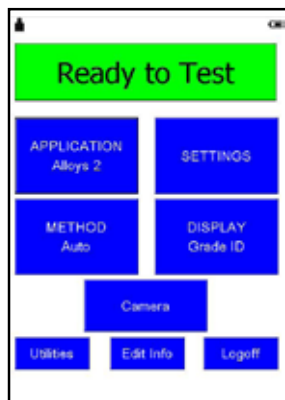 Ready to Test
APPLICATION
Alloys 2
SETTINGS
METHOD
Auto
DISPLAY
Grade ID
Camera
Utilities
Edit Info
Logoff